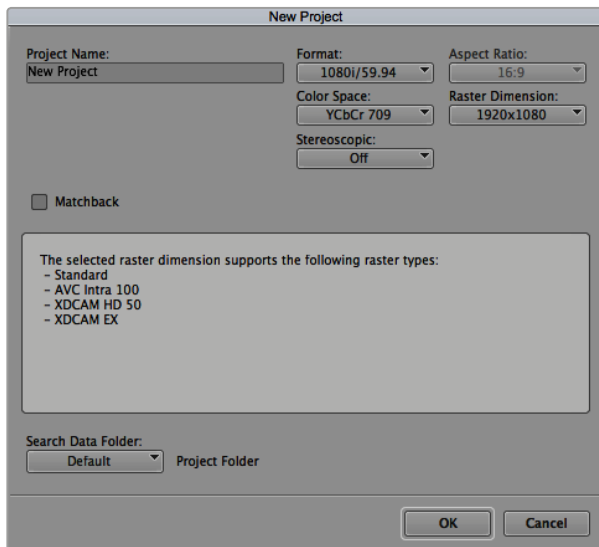 New Project
Project Name:
New Project
Format:
1080i/59.94
Aspect Ratio:
16:9
Color Space:
YCbCr 709
Raster Dimension:
1920x1080
Stereoscopic:
Off
Matchback
The selected raster dimension supports the following raster types:
- Standard
- AVC Intra 100
- XDCAM HD 50
- XDCAM EX
Search Data Folder:
Default
Project Folder
OK
Cancel